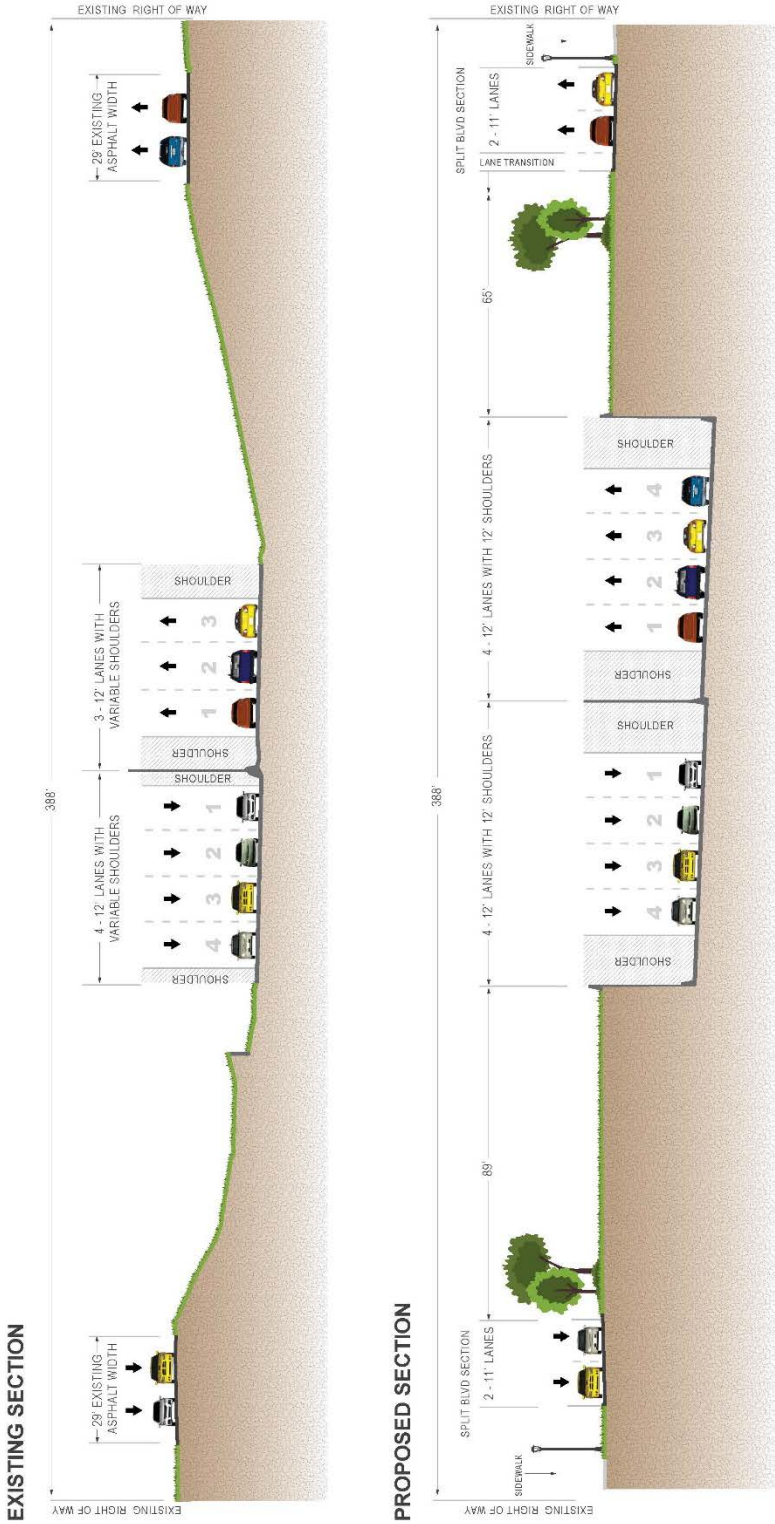 EXISTING SECTION
EXISTING RIGHT OF WAY
388'
EXISTING RIGHT OF WAY
29' EXISTING
ASPHALT WIDTH
4 - 12' LANES WITH
VARIABLE SHOULDERS
3 - 12' LANES WITH
VARIABLE SHOULDERS
29' EXISTING
ASPHALT WIDTH
SHOULDER
4
3
2
1
SHOULDER
SHOULDER
1
2
3
SHOULDER
PROPOSED SECTION
EXISTING RIGHT OF WAY
388'
EXISTING RIGHT OF WAY
SIDEWALK
SPLIT BLVD SECTION
2 - 11' LANES
89'
4 - 12' LANES WITH 12' SHOULDERS
4 - 12' LANES WITH 12' SHOULDERS
65'
LANE TRANSITION
SPLIT BLVD SECTION
2 - 11' LANES
SIDEWALK
SHOULDER
4
3
2
1
SHOULDER
SHOULDER
1
2
3
4
SHOULDER